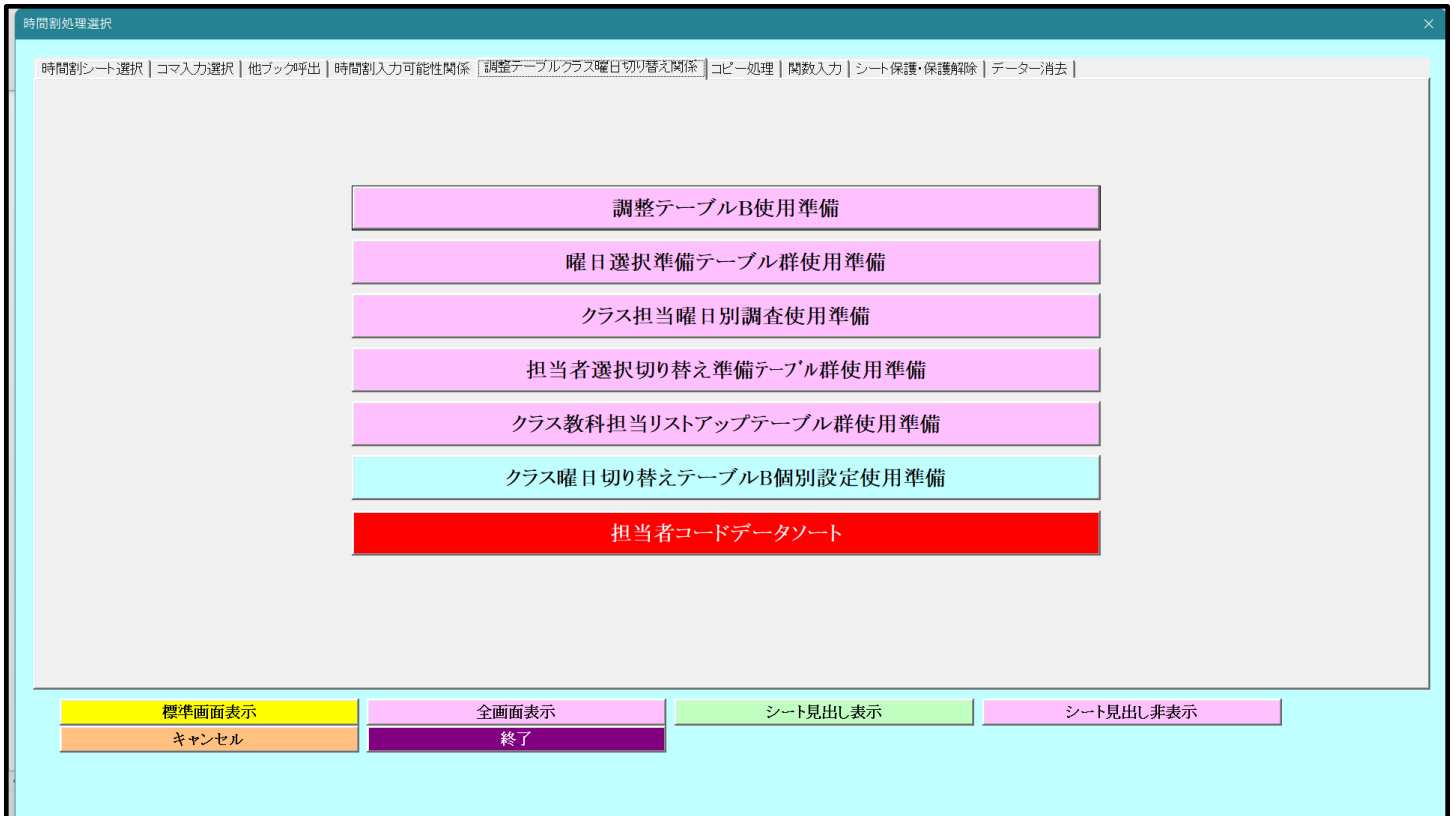 時間割処理選択
時間割シート選択 コマ入力選択 他ブック呼出 時間割入力可能性関係 調整テーブルクラス曜日切り替え関係 コピー処理 関数入力 シート保護・保護解除 データー消去
調整テーブルB使用準備
曜日選択準備テーブル群使用準備
クラス担当曜日別調査使用準備
担当者選択切り替え準備テーブル群使用準備
クラス教科担当リストアップテーブル群使用準備
クラス曜日切り替えテーブルB個別設定使用準備
担当者コードデータソート
標準画面表示 全画面表示 シート見出し表示 シート見出し非表示
キャンセル 終了